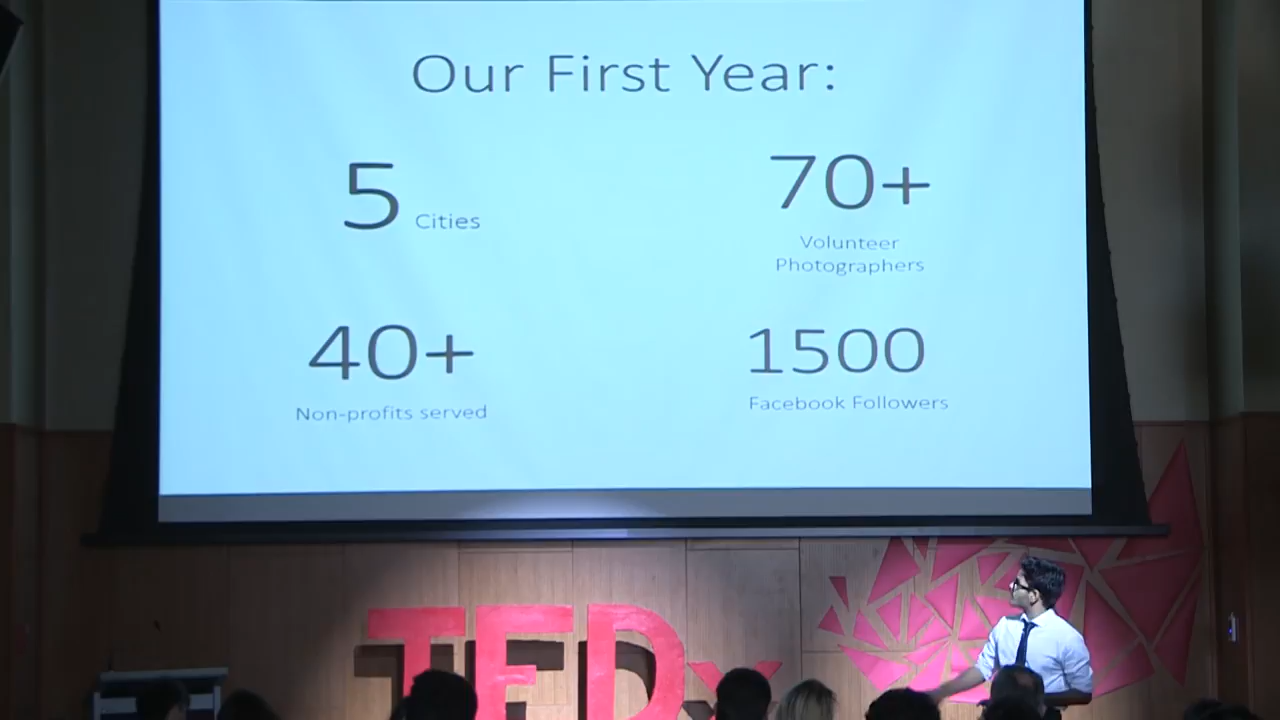 Our First Year:
5 Cities
70+
Volunteer
Photographers
40+
Non-profits served
1500
Facebook Followers
TEDx